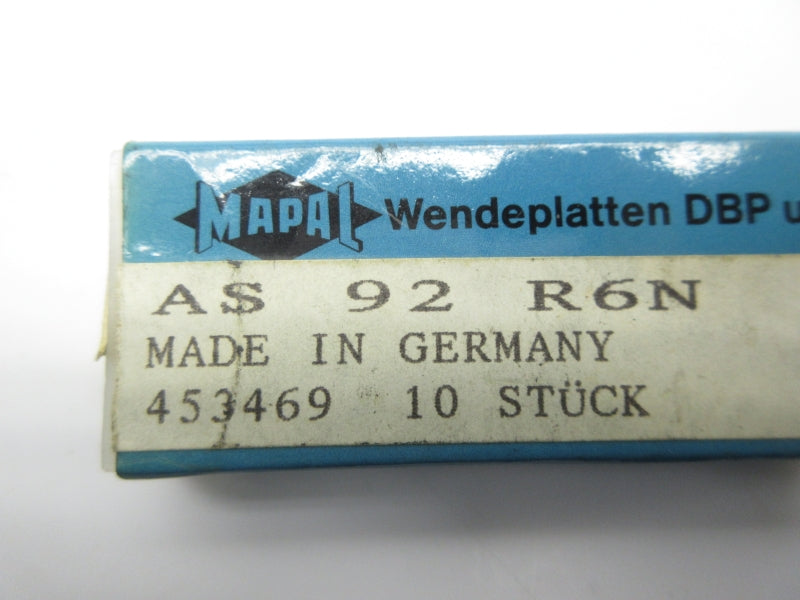 MAPAL Wendeplatten DBP u
AS 92 R6N
MADE IN GERMANY
453469 10 STÜCK